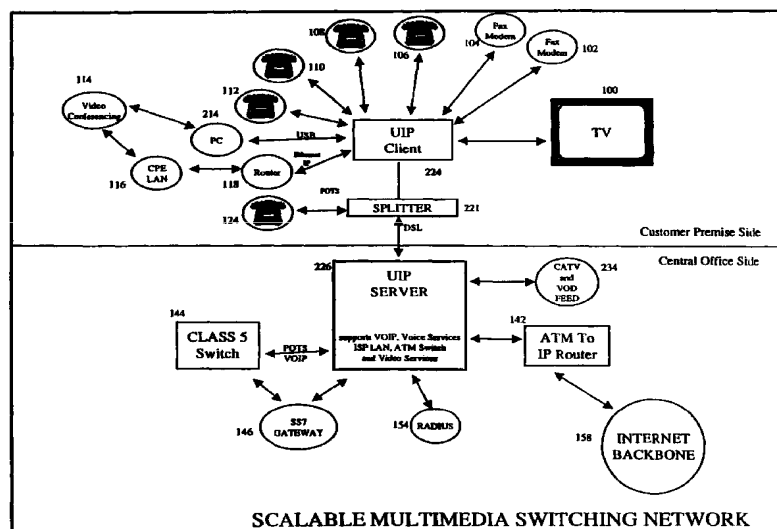 108
106
104
Fax
Modem
Fax
Modem
102
110
112
114
Video
Conferencing
214
PC
USB
UIP
Client
100
TV
Ethernet
IP
CPE
LAN
116
Router
118
224
POTS
124
SPLITTER
221
DSL
Customer Premise Side
Central Office Side
226
UIP
SERVER
supports VOIP, Voice Services
ISP LAN, ATM Switch
and Video Services
CATV
and
VOD
FEED
234
144
CLASS 5
Switch
POTS
VOIP
142
ATM To
IP Router
146
SS7
GATEWAY
154
RADIUS
158
INTERNET
BACKBONE
SCALABLE MULTIMEDIA SWITCHING NETWORK